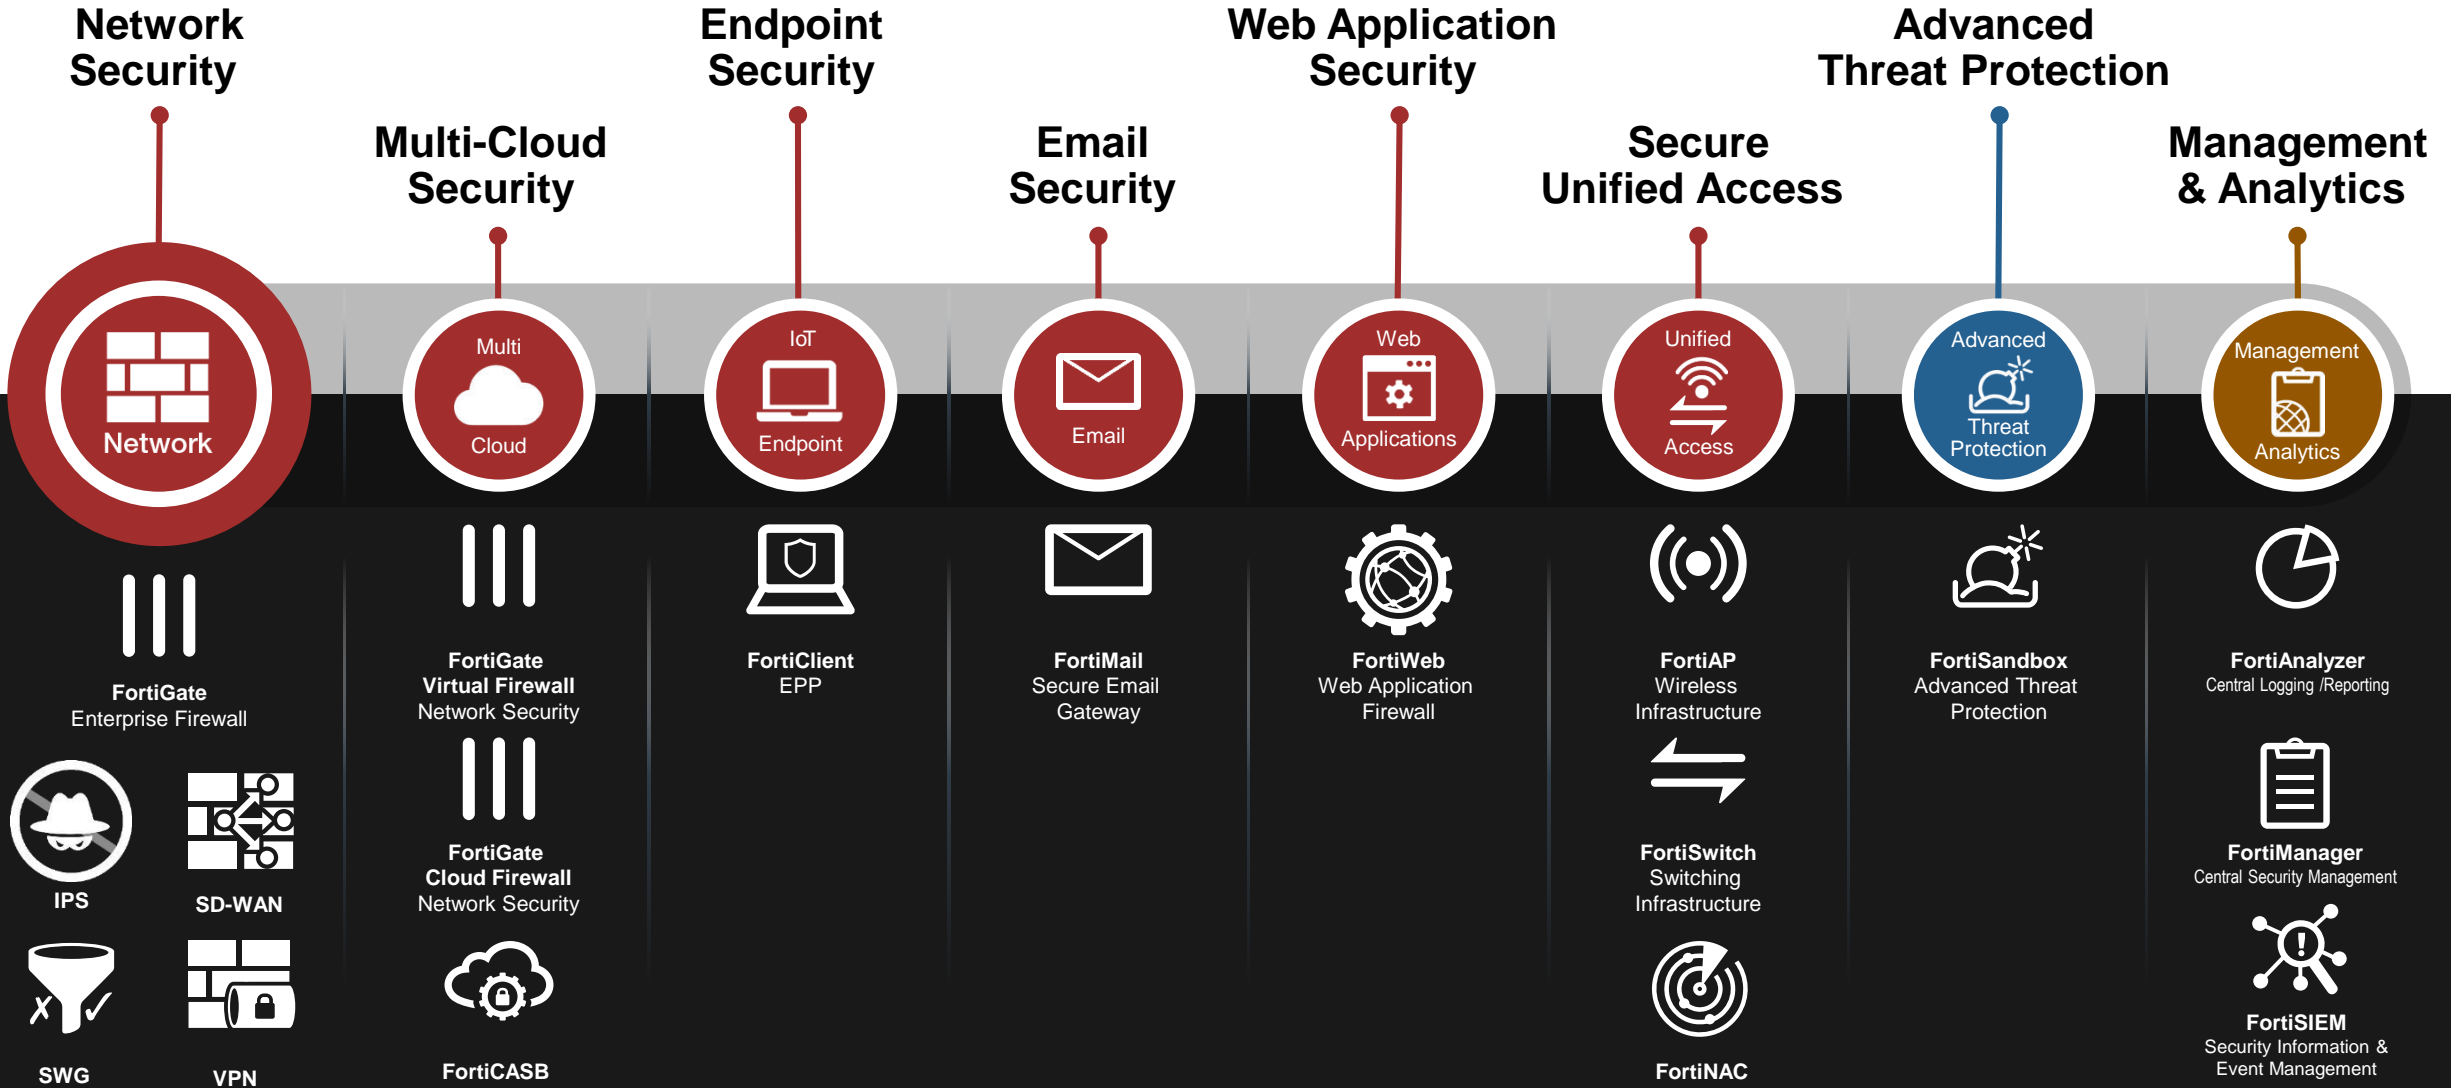 Network
Security
Endpoint
Security
Web Application
Security
Advanced
Threat Protection
Multi-Cloud
Security
Email
Security
Secure
Unified Access
Management
& Analytics
Network
Multi
Cloud
IoT
Endpoint
Email
Web
Applications
Unified
Access
Advanced
Threat
Protection
Management
Analytics
FortiGate
Enterprise Firewall
IPS
SD-WAN
SWG
VPN
FortiGate
Virtual Firewall
Network Security
FortiGate
Cloud Firewall
Network Security
FortiCASB
FortiClient
EPP
FortiMail
Secure Email
Gateway
FortiWeb
Web Application
Firewall
FortiAP
Wireless
Infrastructure
FortiSwitch
Switching
Infrastructure
FortiNAC
FortiSandbox
Advanced Threat
Protection
FortiAnalyzer
Central Logging /Reporting
FortiManager
Central Security Management
FortiSIEM
Security Information &
Event Management